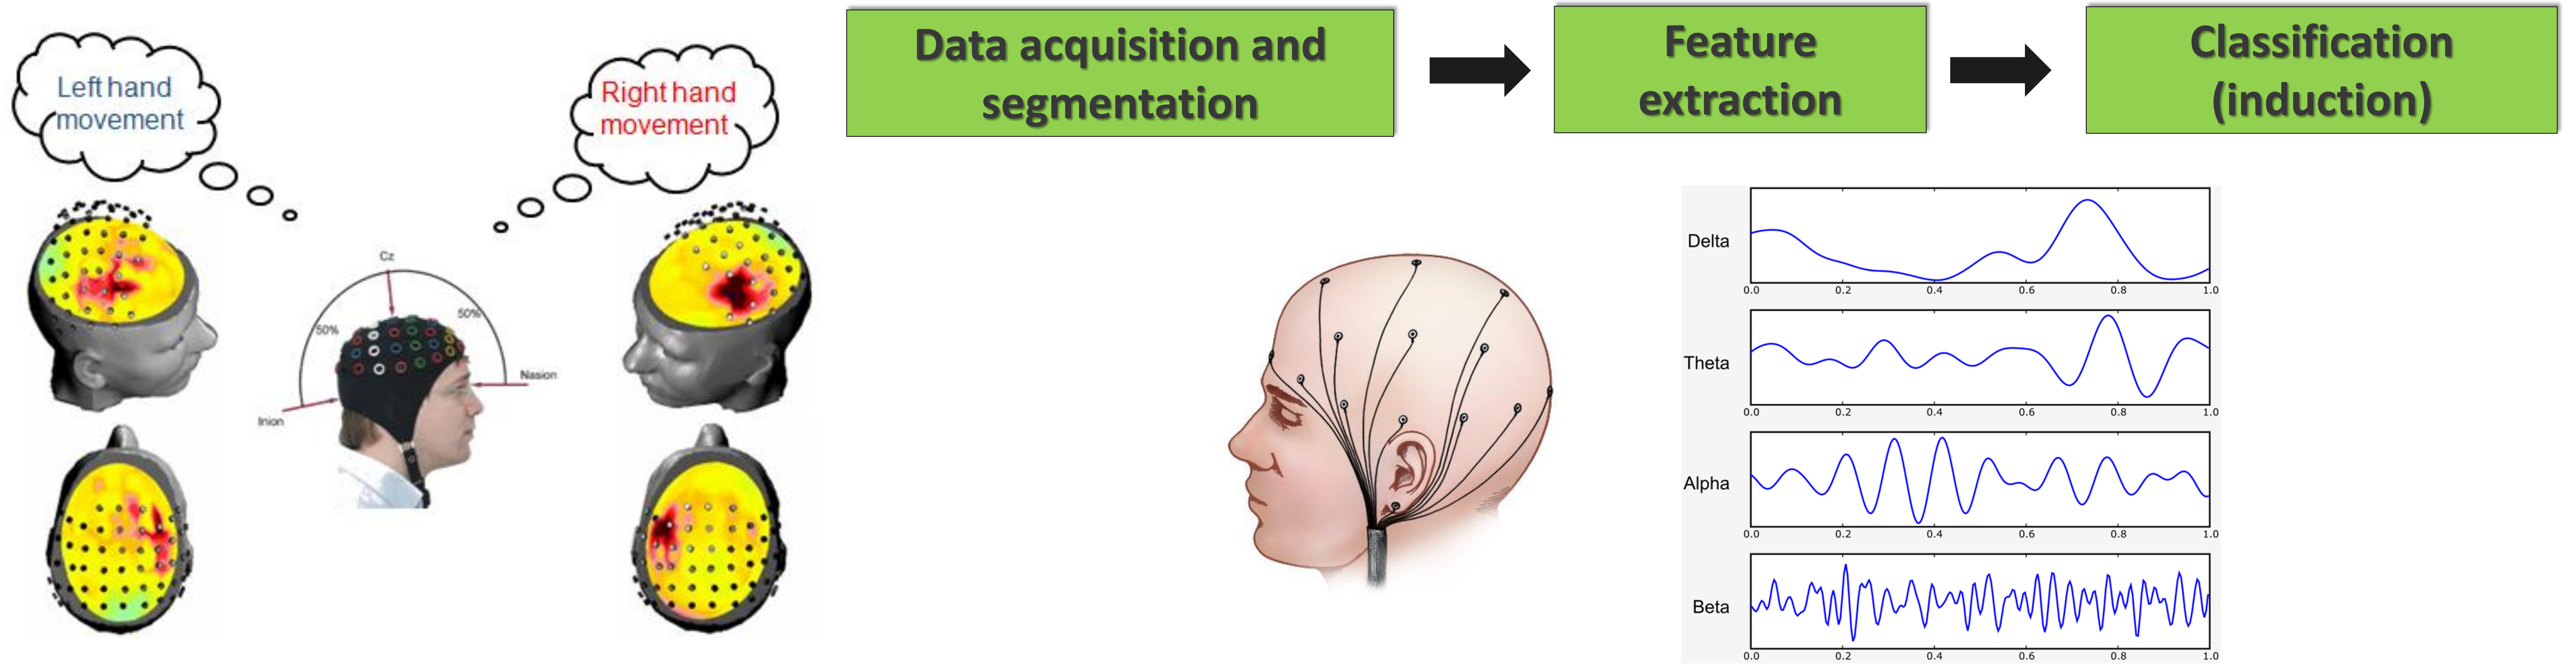 Left hand
movement
Right hand
movement
Cz
50%
50%
Nasion
Inion
Data acquisition and
segmentation
Feature
extraction
Classification
(induction)
Delta
0.0 0.2 0.4 0.6 0.8 1.0
Theta
0.0 0.2 0.4 0.6 0.8 1.0
Alpha
0.0 0.2 0.4 0.6 0.8 1.0
Beta
0.0 0.2 0.4 0.6 0.8 1.0